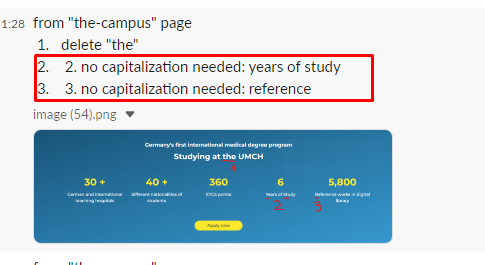 1:28 from "the-campus" page
1. delete "the"
2. 2. no capitalization needed: years of study
3. 3. no capitalization needed: reference
image (54).png
Germany's first international medical degree program
Studying at the UMCH
1
30 + 40 + 360 6 5,800
German and international different nationalities of ETCS points Years of Study Reference works in digital
teaching hospitals students library
2 3
Apply now